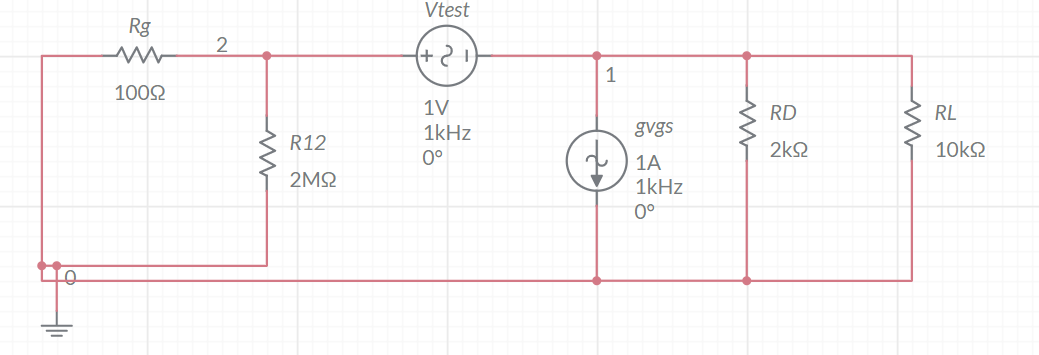 Vtest
Rg
2
100Ω
1
1V
1kHz
0°
R12
2MΩ
gvgs
1A
1kHz
0°
RD
2kΩ
RL
10kΩ
0